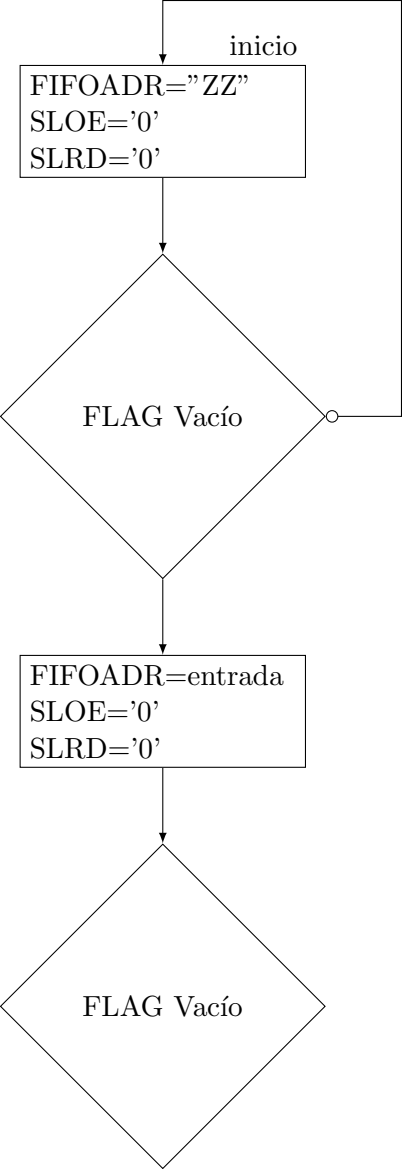 inicio
FIFOADR=”ZZ”
SLOE=’0’
SLRD=’0’
FLAG Vacío
FIFOADR=entrada
SLOE=’0’
SLRD=’0’
FLAG Vacío